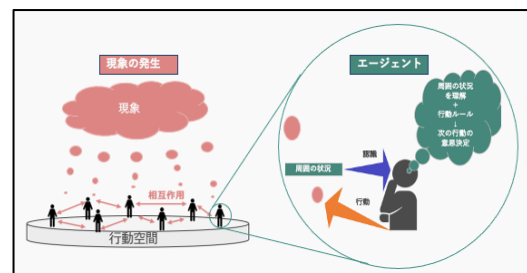 現象の発生
現象
相互作用
行動空間
エージェント
周囲の状況
を理解
+
行動ルール
↓
次の行動の
意思決定
認識
周囲の状況
行動